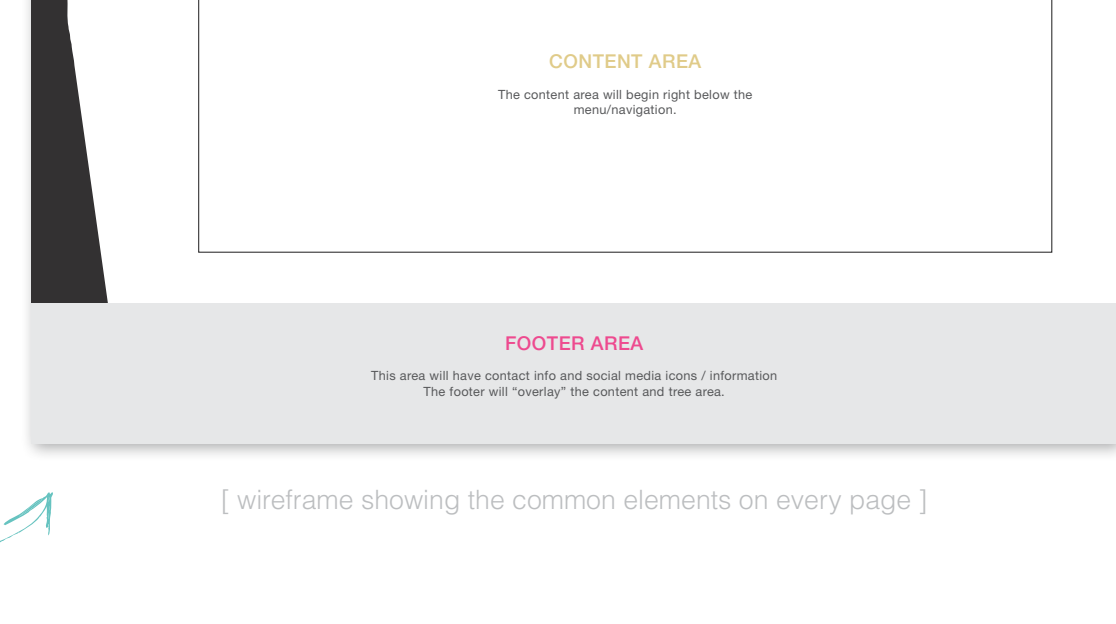 CONTENT AREA
The content area will begin right below the
menu/navigation.
FOOTER AREA
This area will have contact info and social media icons / information
The footer will “overlay” the content and tree area.
[ wireframe showing the common elements on every page ]